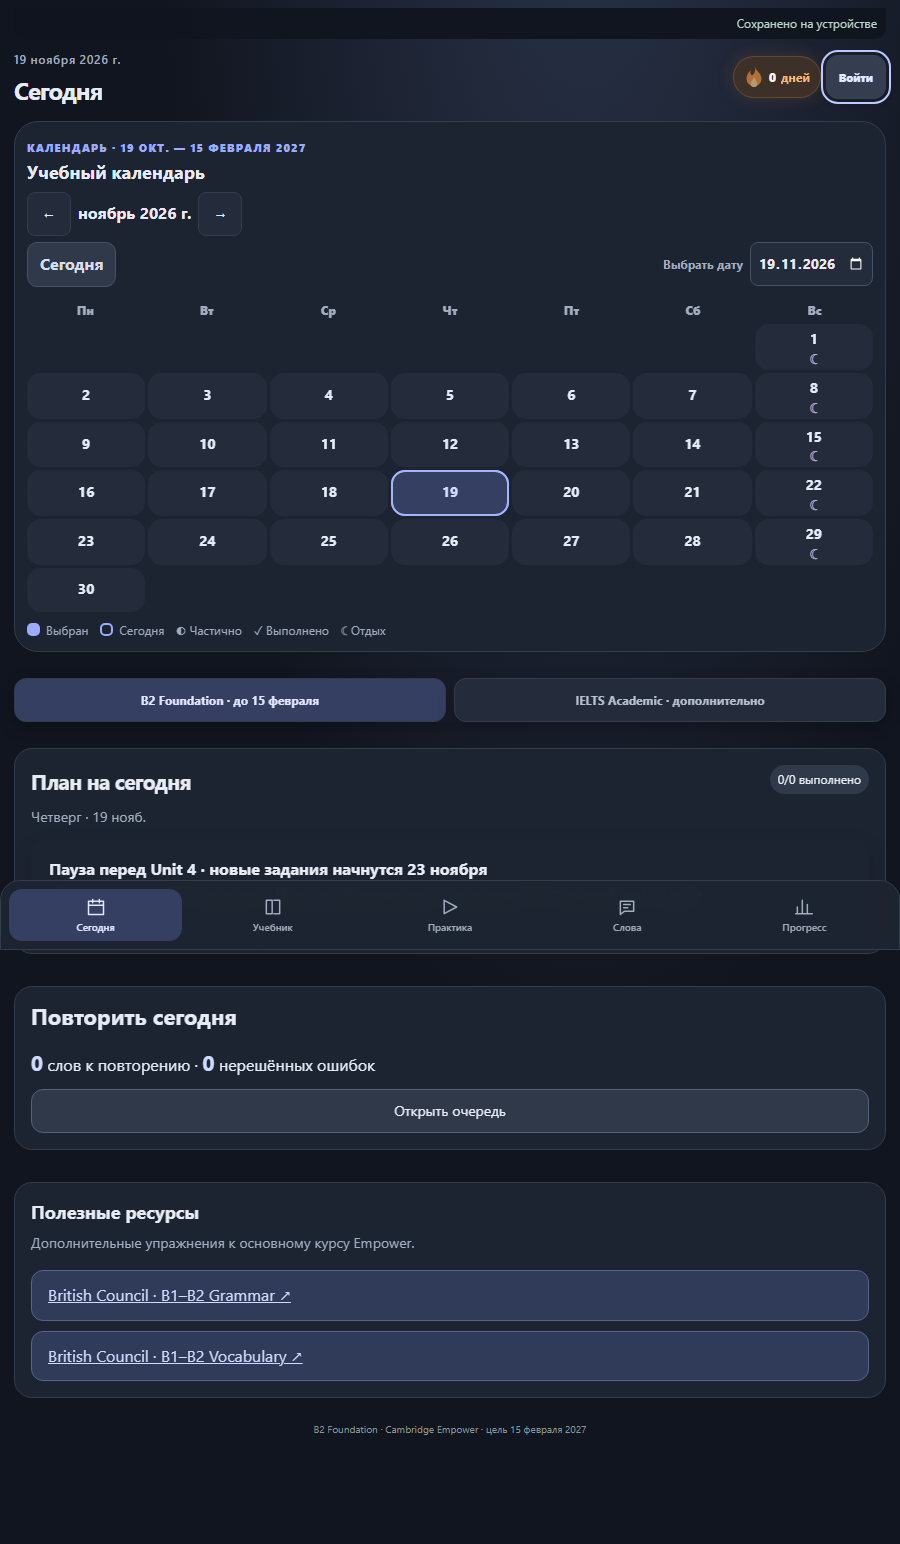 Сохранено на устройстве
19 ноября 2026 г.
Сегодня
0 дней
Войти
КАЛЕНДАРЬ · 19 ОКТ. — 15 ФЕВРАЛЯ 2027
Учебный календарь
← ноябрь 2026 г. →
Сегодня
Выбрать дату 19.11.2026
Пн Вт Ср Чт Пт Сб Вс
1
☾
2 3 4 5 6 7 8
☾
9 10 11 12 13 14 15
☾
16 17 18 19 20 21 22
☾
23 24 25 26 27 28 29
☾
30
Выбран Сегодня ◐ Частично ✓ Выполнено ☾ Отдых
B2 Foundation · до 15 февраля
IELTS Academic · дополнительно
План на сегодня
0/0 выполнено
Четверг · 19 нояб.
Пауза перед Unit 4 · новые задания начнутся 23 ноября
Сегодня Учебник Практика Слова Прогресс
Повторить сегодня
0 слов к повторению · 0 нерешённых ошибок
Открыть очередь
Полезные ресурсы
Дополнительные упражнения к основному курсу Empower.
British Council · B1–B2 Grammar ↗
British Council · B1–B2 Vocabulary ↗
B2 Foundation · Cambridge Empower · цель 15 февраля 2027